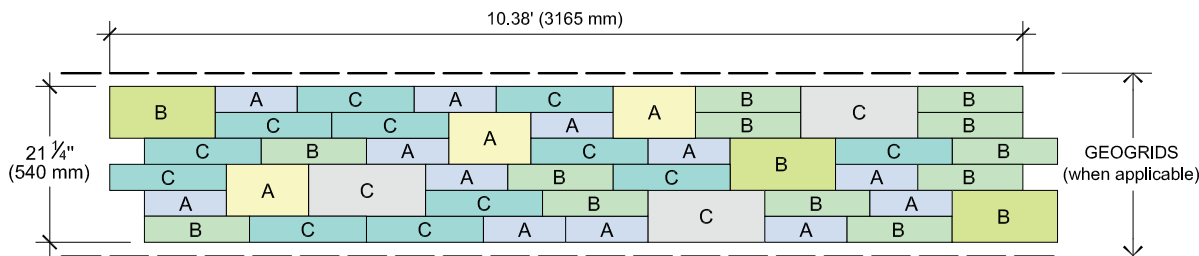 10.38' (3165 mm)
B A C A C A B C B
C C A A B B
21 ¼"
(540 mm)
C B A C A B C B
C A C A B C A B
A C B C B A B
B C C A A A B
GEOGRIDS
(when applicable)